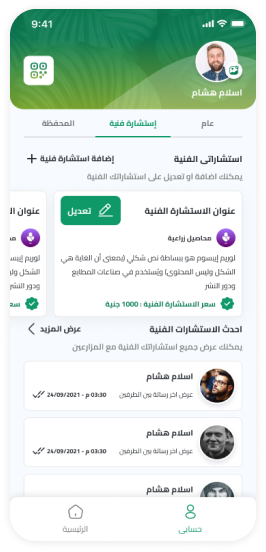 9:41
اسلام هشام
عام
إستشارة فنية
المحفظة
استشاراتى الفنية
إضافة استشارة فنية
يمكنك اضافة او تعديل على استشاراتك الفنية
عنوان الاستشارة الفنية
تعديل
محاصيل زراعية
لوريم إيبسوم هو ببساطة نص شكلي (بمعنى أن الغاية هي
الشكل وليس المحتوى) ويُستخدم في صناعات المطابع
ودور النشر
سعر الاستشارة الفنية : 1000 جنية
عنوان الا
لوريم إيبس
الشكل وليس
ودور النشر
سعر
احدث الاستشارات الفنية
عرض المزيد
يمكنك عرض جميع استشاراتك الفنية مع المزارعين
اسلام هشام
عرض اخر رسالة بين الطرفين
03:30 م - 24/09/2021
اسلام هشام
عرض اخر رسالة بين الطرفين
03:30 م - 24/09/2021
اسلام هشام
حسابى
الرئيسية